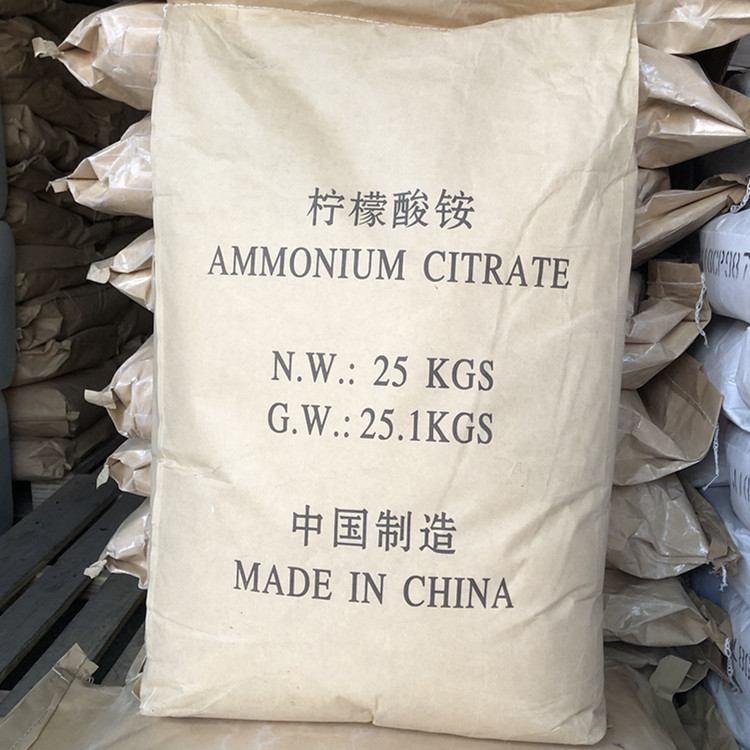 柠檬酸铵
AMMONIUM CITRATE
N.W.: 25 KGS
G.W.: 25.1KGS
中国制造
MADE IN CHINA